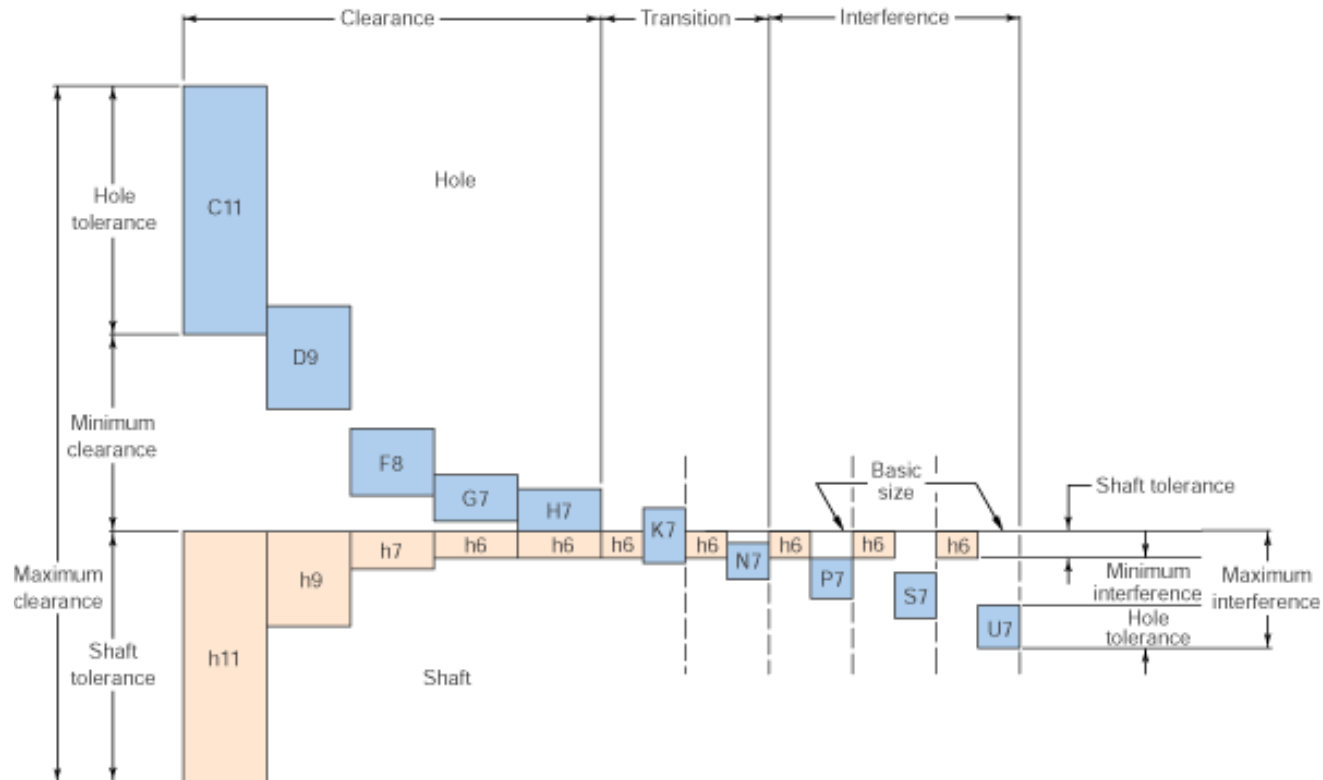 Clearance
Transition
Interference
Hole
tolerance
C11
Hole
D9
Minimum
clearance
F8
G7
H7
K7
Basic
size
Shaft tolerance
h7
h6
h6
h6
h6
N7
h6
P7
h6
S7
h6
U7
Minimum
interference
Maximum
interference
Hole
tolerance
Maximum
clearance
h9
Shaft
tolerance
h11
Shaft